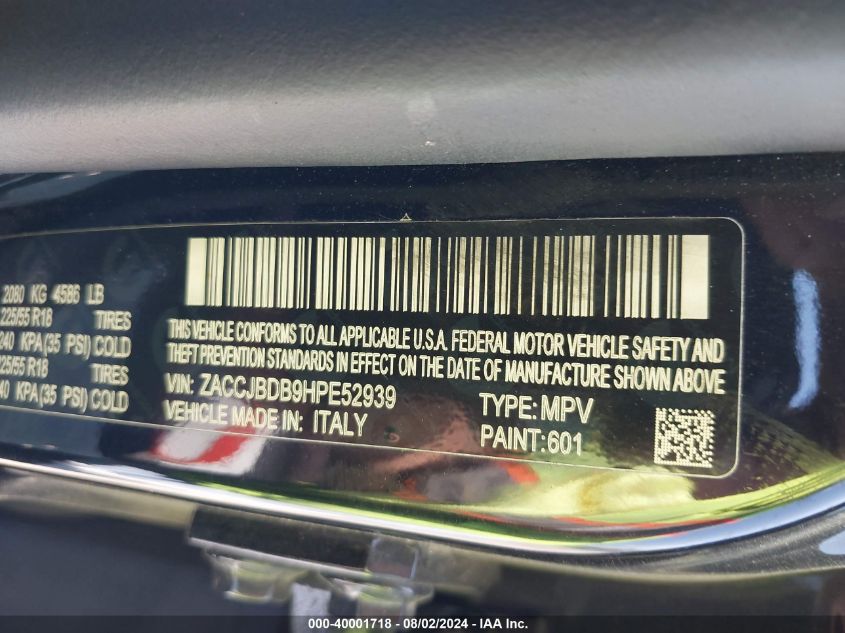 2080 KG 4586 LB
225/55 R18 TIRES
240 KPA(35 PSI) COLD
225/55 R18 TIRES
240 KPA(35 PSI) COLD
THIS VEHICLE CONFORMS TO ALL APPLICABLE U.S.A. FEDERAL MOTOR VEHICLE SAFETY AND
THEFT PREVENTION STANDARDS IN EFFECT ON THE DATE OF MANUFACTURE SHOWN ABOVE
VIN: ZACCJBDB9HPE52939 TYPE: MPV
VEHICLE MADE IN: ITALY PAINT:601
000-40001718 - 08/02/2024 - IAA Inc.